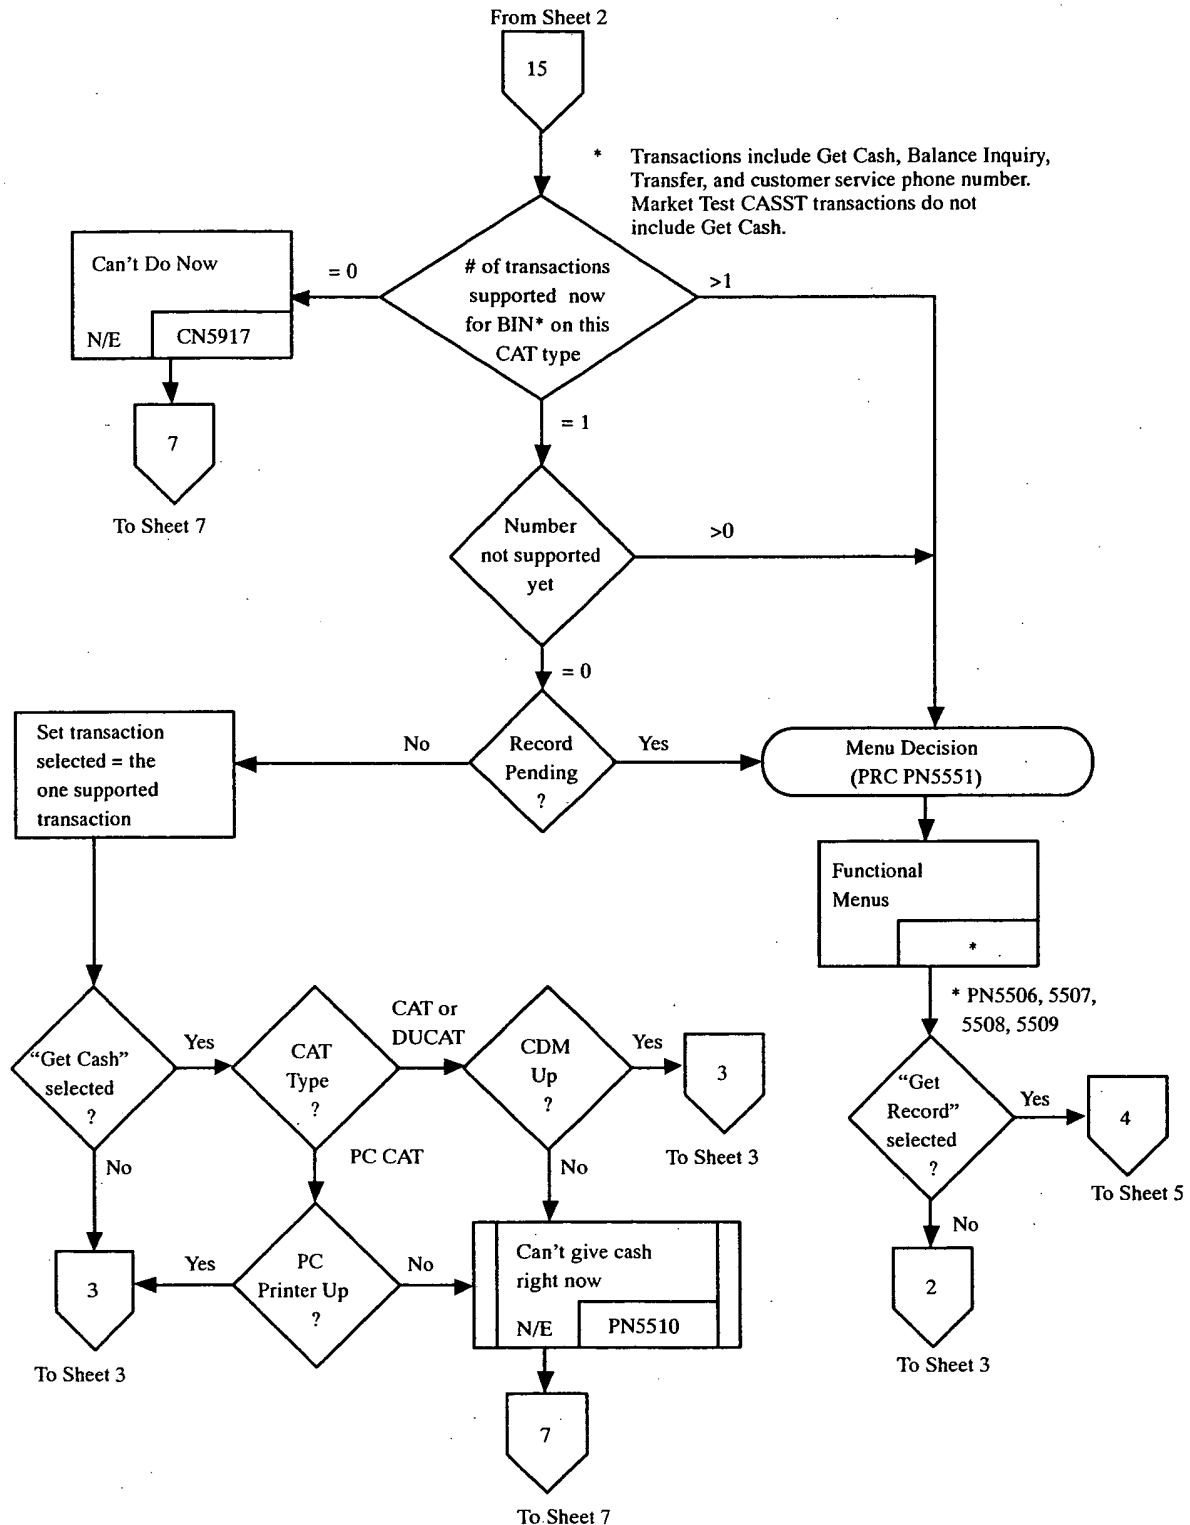 From Sheet 2
15
* Transactions include Get Cash, Balance Inquiry,
Transfer, and customer service phone number.
Market Test CASST transactions do not
include Get Cash.
# of transactions
supported now
for BIN* on this
CAT type
= 0
>1
Can't Do Now
N/E
CN5917
7
To Sheet 7
= 1
Number
not supported
yet
>0
= 0
Record
Pending
?
No
Yes
Set transaction
selected = the
one supported
transaction
Menu Decision
(PRC PN5551)
Functional
Menus
*
* PN5506, 5507,
5508, 5509
"Get Cash"
selected
?
Yes
No
CAT
Type
?
CAT or
DUCAT
PC CAT
CDM
Up
?
Yes
No
3
To Sheet 3
"Get
Record"
selected
?
Yes
4
To Sheet 5
No
2
To Sheet 3
3
To Sheet 3
Yes
PC
Printer Up
?
No
Can't give cash
right now
N/E
PN5510
7
To Sheet 7